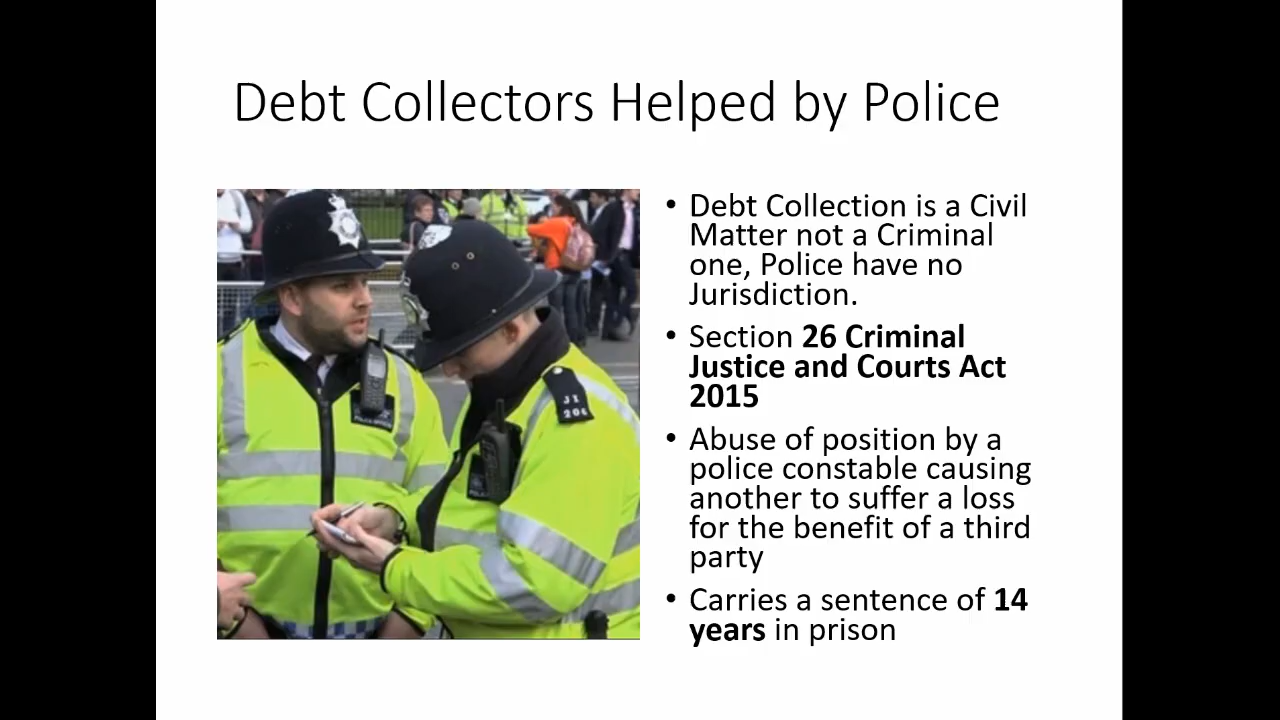 Debt Collectors Helped by Police
• Debt Collection is a Civil
Matter not a Criminal
one, Police have no
Jurisdiction.
• Section 26 Criminal
Justice and Courts Act
2015
• Abuse of position by a
police constable causing
another to suffer a loss
for the benefit of a third
party
• Carries a sentence of 14
years in prison